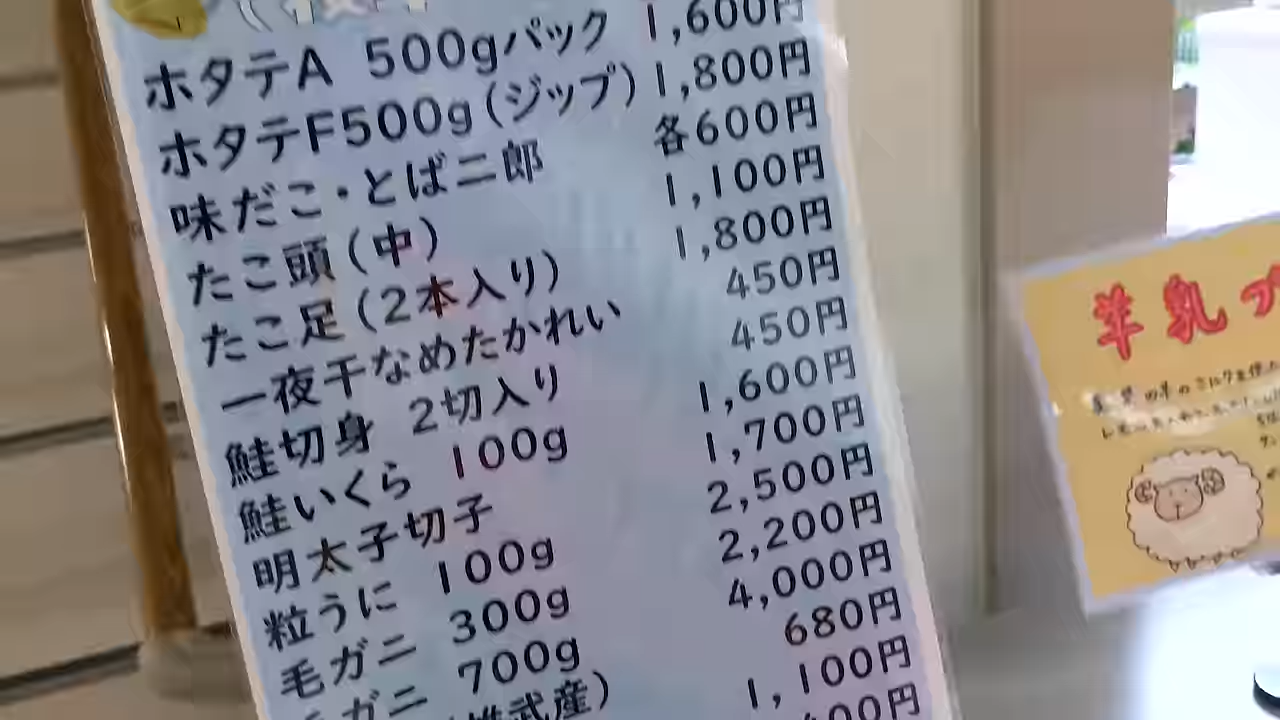 ホタテA 500gパック 1,600円
ホタテF500g(ジップ) 1,800円
味だこ・とば二郎 各600円
たこ頭(中) 1,100円
たこ足(2本入り) 1,800円
一夜干なめたかれい 450円
鮭切身 2切入り 450円
鮭いくら 100g 1,600円
明太子切子 1,700円
粒うに 100g 2,500円
毛ガニ 300g 2,200円
ガニ 700g 4,000円
武産) 680円
1,100円
羊乳